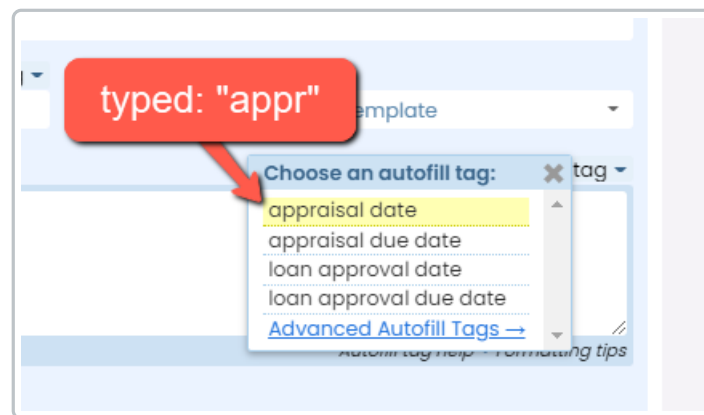 typed: "appr"
emplate
Choose an autofill tag:
tag
appraisal date
appraisal due date
loan approval date
loan approval due date
Advanced Autofill Tags →
Autofill tag help • Formatting tips